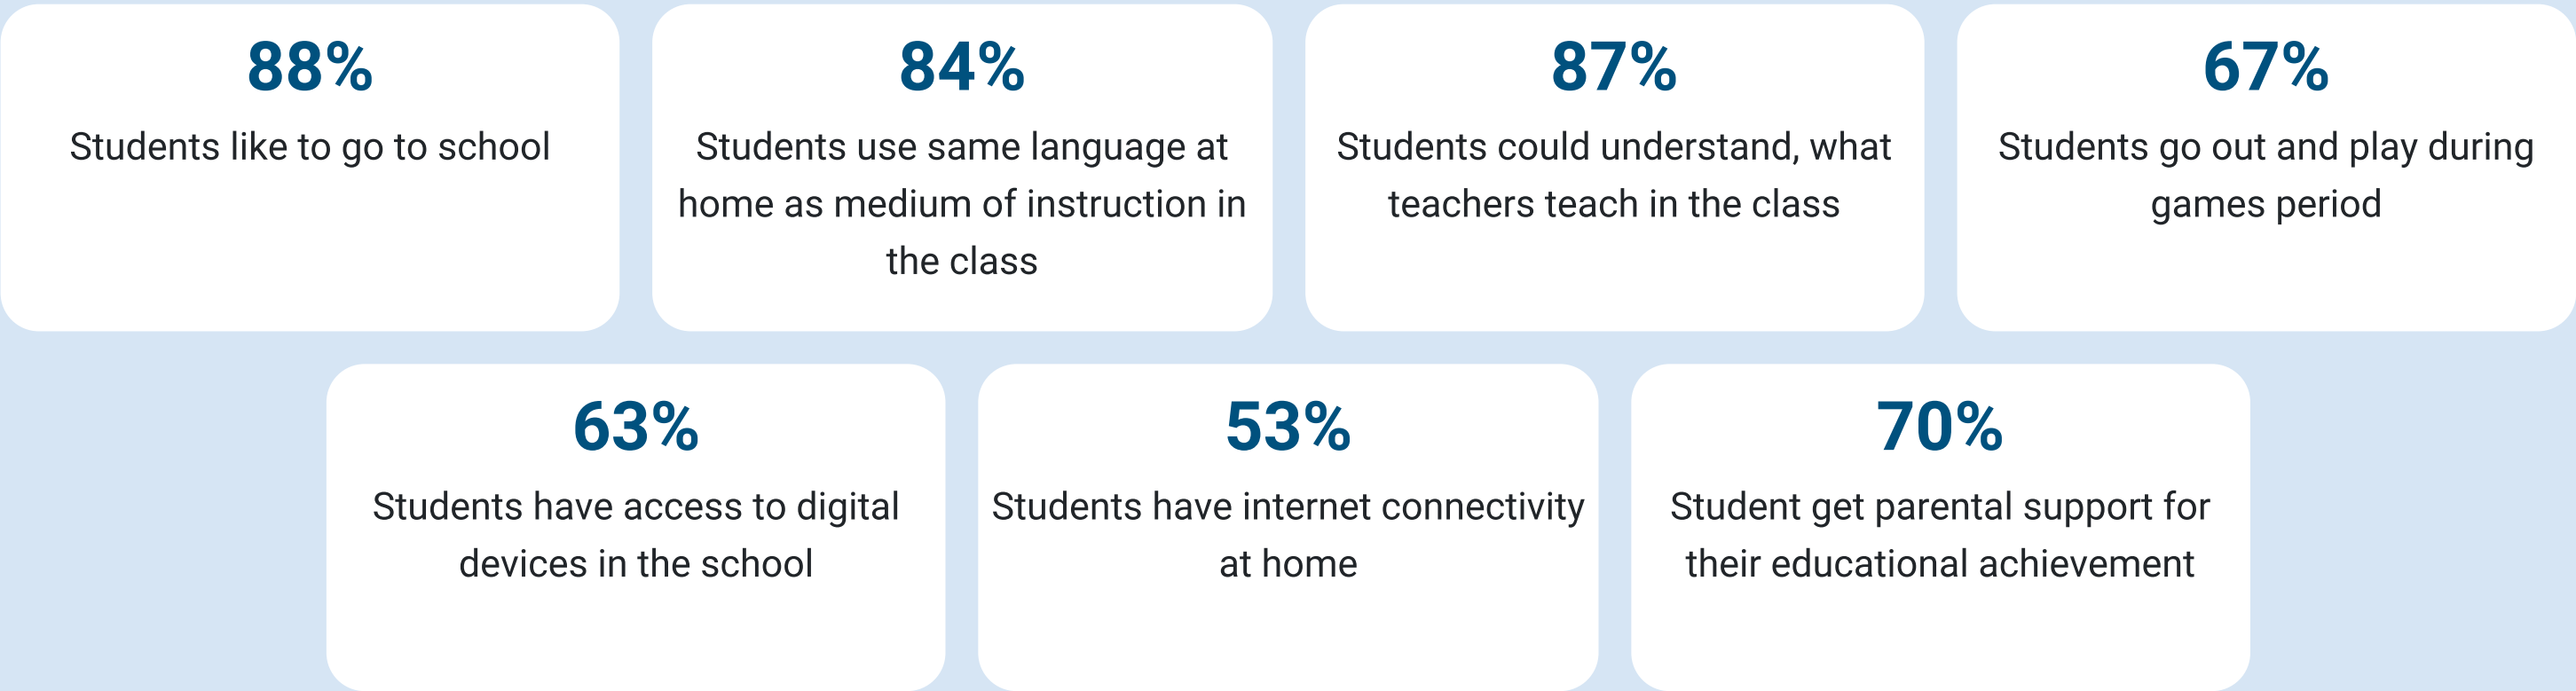 88%
Students like to go to school
84%
Students use same language at
home as medium of instruction in
the class
87%
Students could understand, what
teachers teach in the class
67%
Students go out and play during
games period
63%
Students have access to digital
devices in the school
53%
Students have internet connectivity
at home
70%
Student get parental support for
their educational achievement